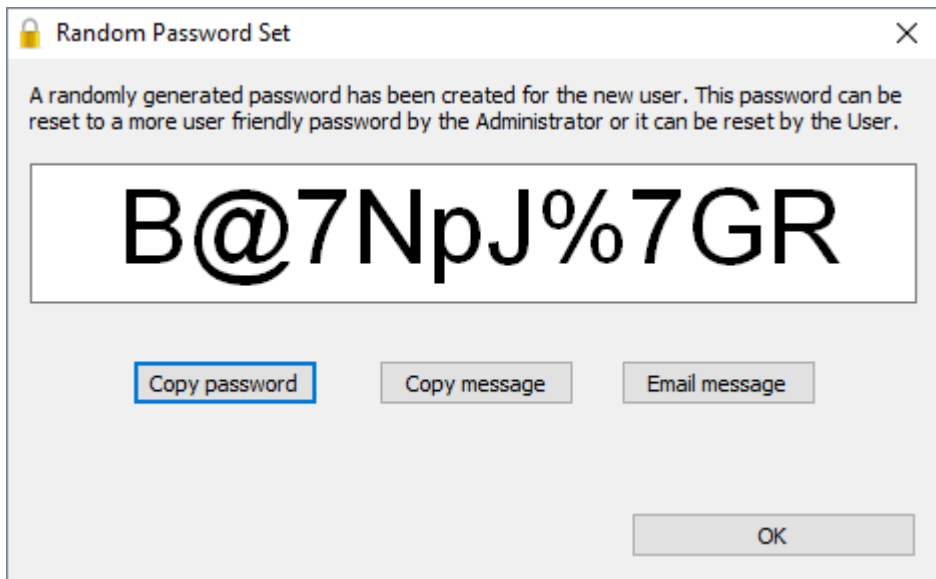 Random Password Set
A randomly generated password has been created for the new user. This password can be
reset to a more user friendly password by the Administrator or it can be reset by the User.
B@7NpJ%7GR
Copy password
Copy message
Email message
OK